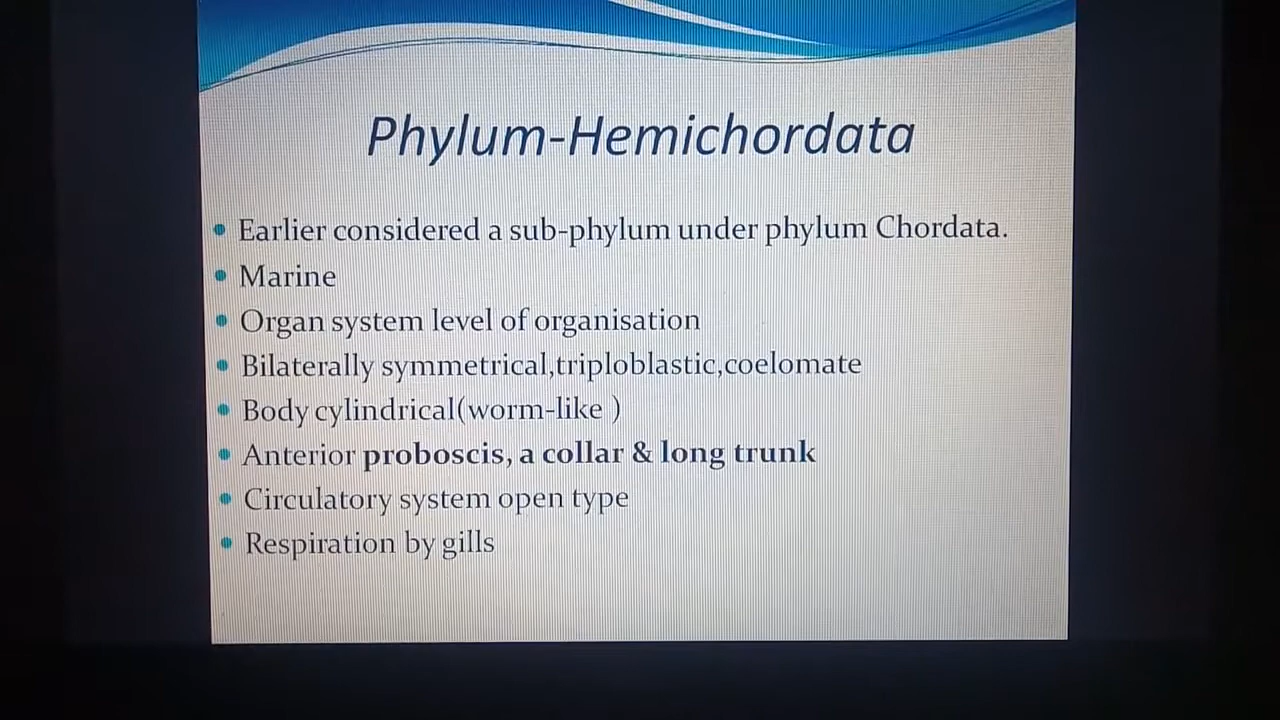 Phylum-Hemichordata
• Earlier considered a sub-phylum under phylum Chordata.
• Marine
• Organ system level of organisation
• Bilaterally symmetrical,triploblastic,coelomate
• Body cylindrical(worm-like )
• Anterior proboscis, a collar & long trunk
• Circulatory system open type
• Respiration by gills